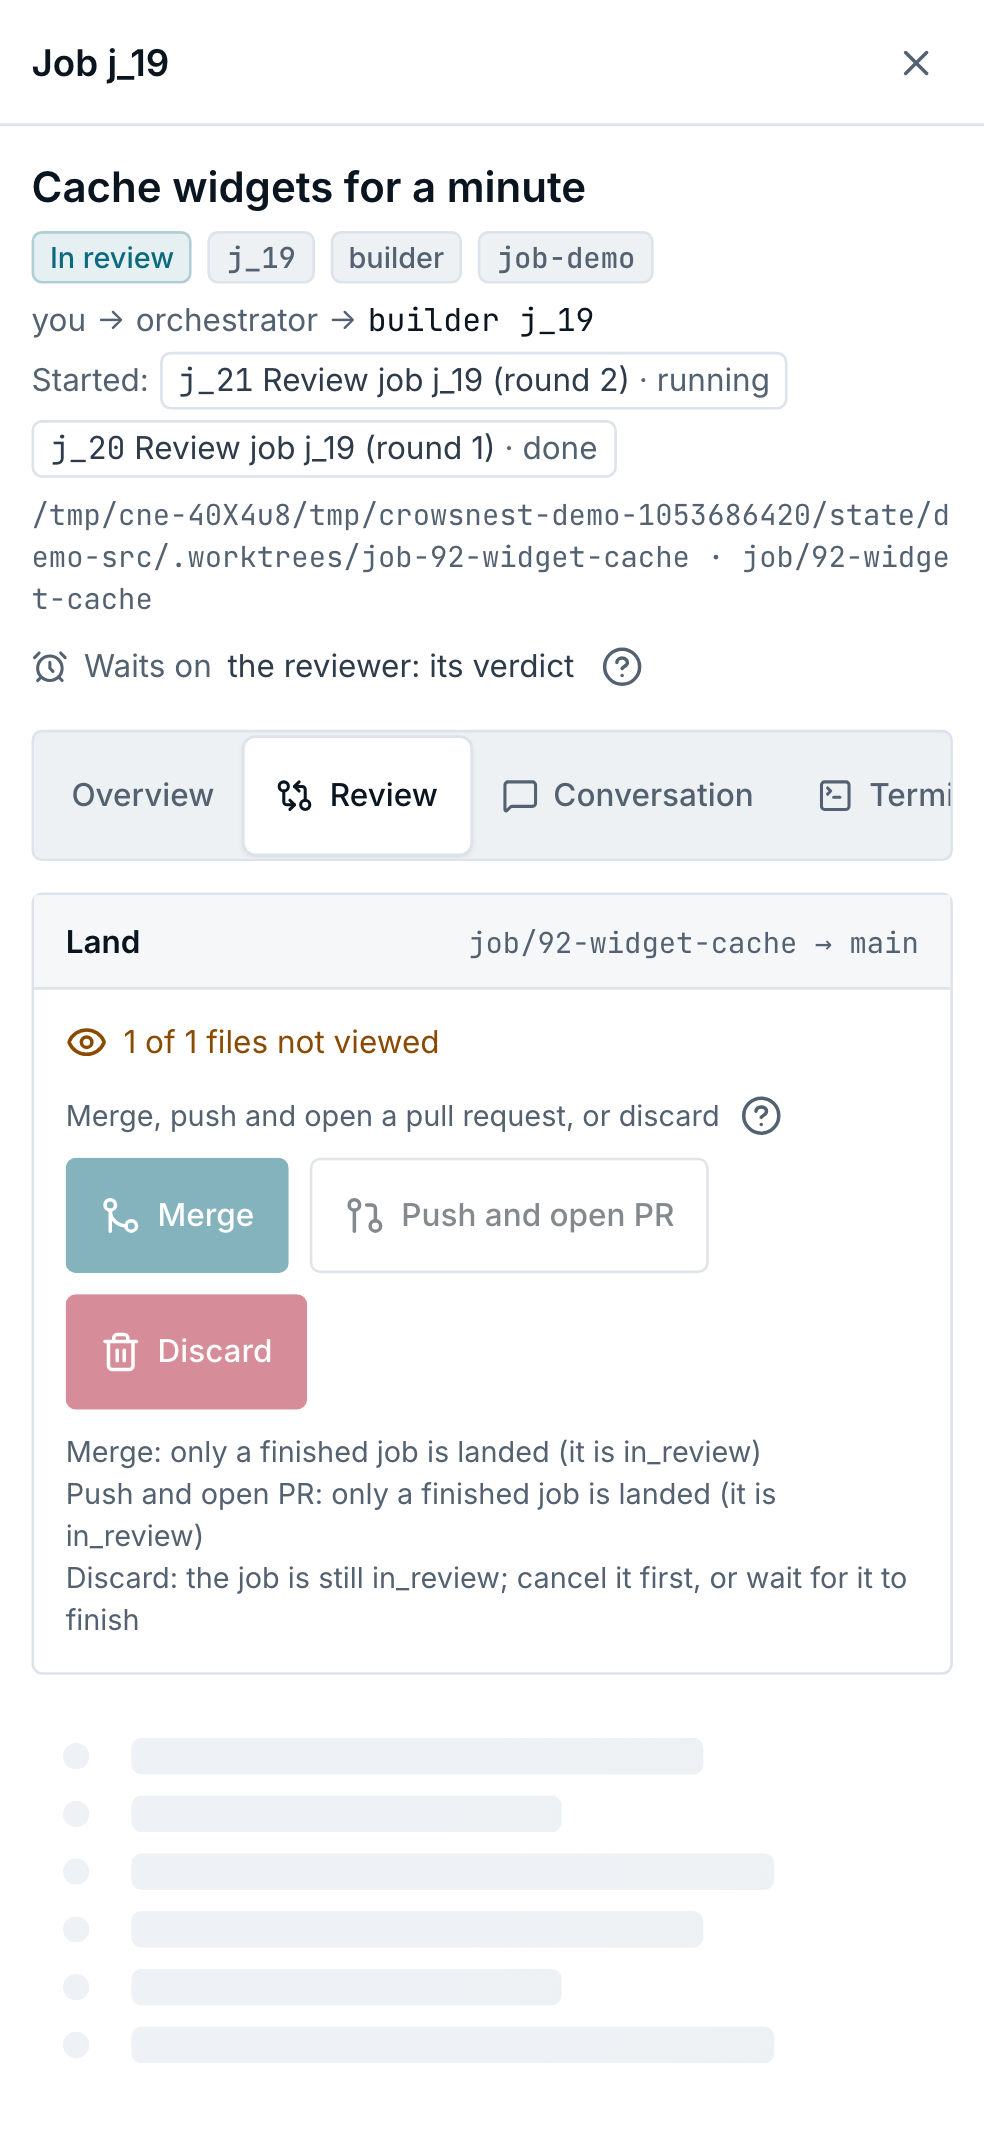 Job j_19
Cache widgets for a minute
In review j_19 builder job-demo
you → orchestrator → builder j_19
Started: j_21 Review job j_19 (round 2) · running
j_20 Review job j_19 (round 1) · done
/tmp/cne-40X4u8/tmp/crowsnest-demo-1053686420/state/d
emo-src/.worktrees/job-92-widget-cache · job/92-widge
t-cache
Waits on the reviewer: its verdict
Overview Review Conversation Termi
Land job/92-widget-cache → main
1 of 1 files not viewed
Merge, push and open a pull request, or discard
Merge Push and open PR
Discard
Merge: only a finished job is landed (it is in_review)
Push and open PR: only a finished job is landed (it is
in_review)
Discard: the job is still in_review; cancel it first, or wait for it to
finish